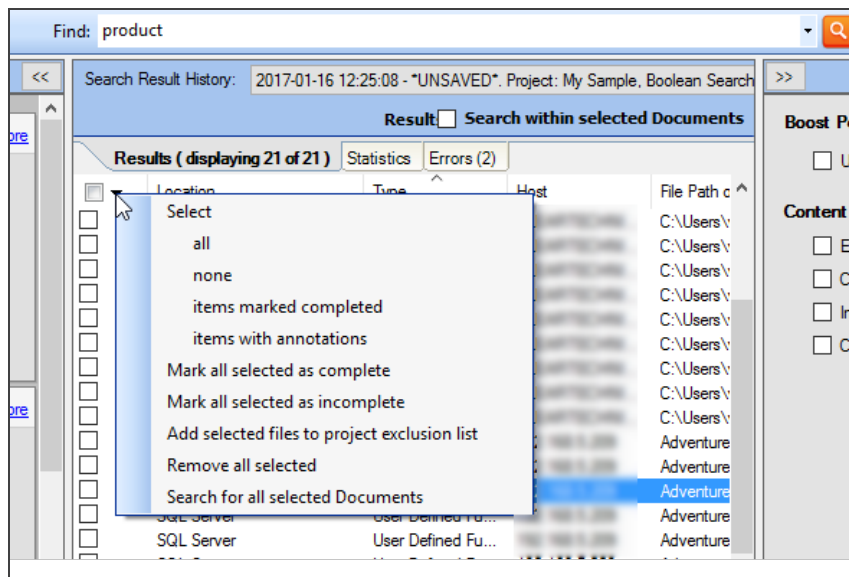 Find: product
<< Search Result History: 2017-01-16 12:25:08 - *UNSAVED*. Project: My Sample, Boolean Search >>
Result Search within selected Documents
Boost P
ore
Results ( displaying 21 of 21 ) Statistics Errors (2)
U
Location Type Host File Path
Select
Content
all
none
items marked completed
items with annotations
Mark all selected as complete
Mark all selected as incomplete
Add selected files to project exclusion list
Remove all selected
Search for all selected Documents
C:\Users\
C:\Users\
C:\Users\
C:\Users\
C:\Users\
C:\Users\
C:\Users\
C:\Users\
C:\Users\
Adventure
Adventure
Adventure
SQL Server User Defined Fu... Adventure
SQL Server User Defined Fu... Adventure
E
C
In
C
ore